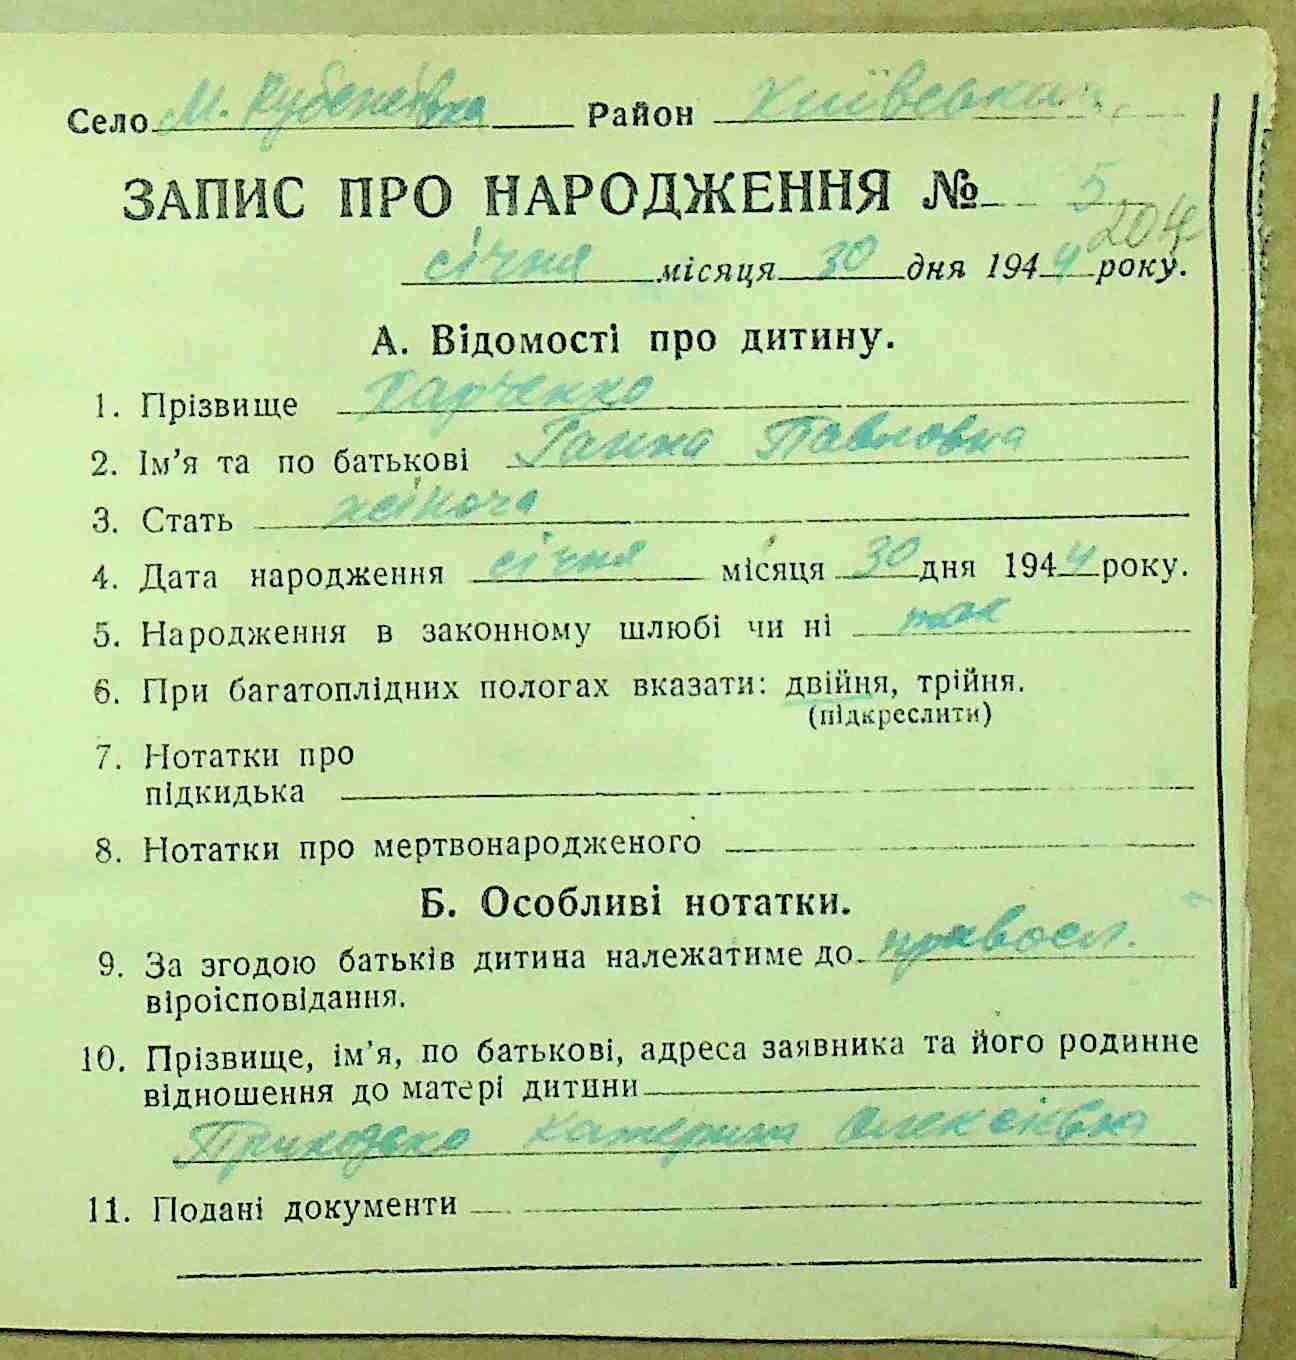 Село М. Рубенівка Район Київський
ЗАПИС ПРО НАРОДЖЕННЯ № 5
204
січня місяця 30 дня 1944 року.
А. Відомості про дитину.
1. Прізвище Харченко
2. Ім'я та по батькові Ганна Павловна
3. Стать жіноча
4. Дата народження січня місяця 30 дня 1944 року.
5. Народження в законному шлюбі чи ні так
6. При багатоплідних пологах вказати: двійня, трійня.
(підкреслити)
7. Нотатки про
підкидька
8. Нотатки про мертвонародженого
Б. Особливі нотатки.
9. За згодою батьків дитина належатиме до правосл.
віроісповідання.
10. Прізвище, ім'я, по батькові, адреса заявника та його родинне
відношення до матері дитини
Приходько Катерина Олексіївна
11. Подані документи